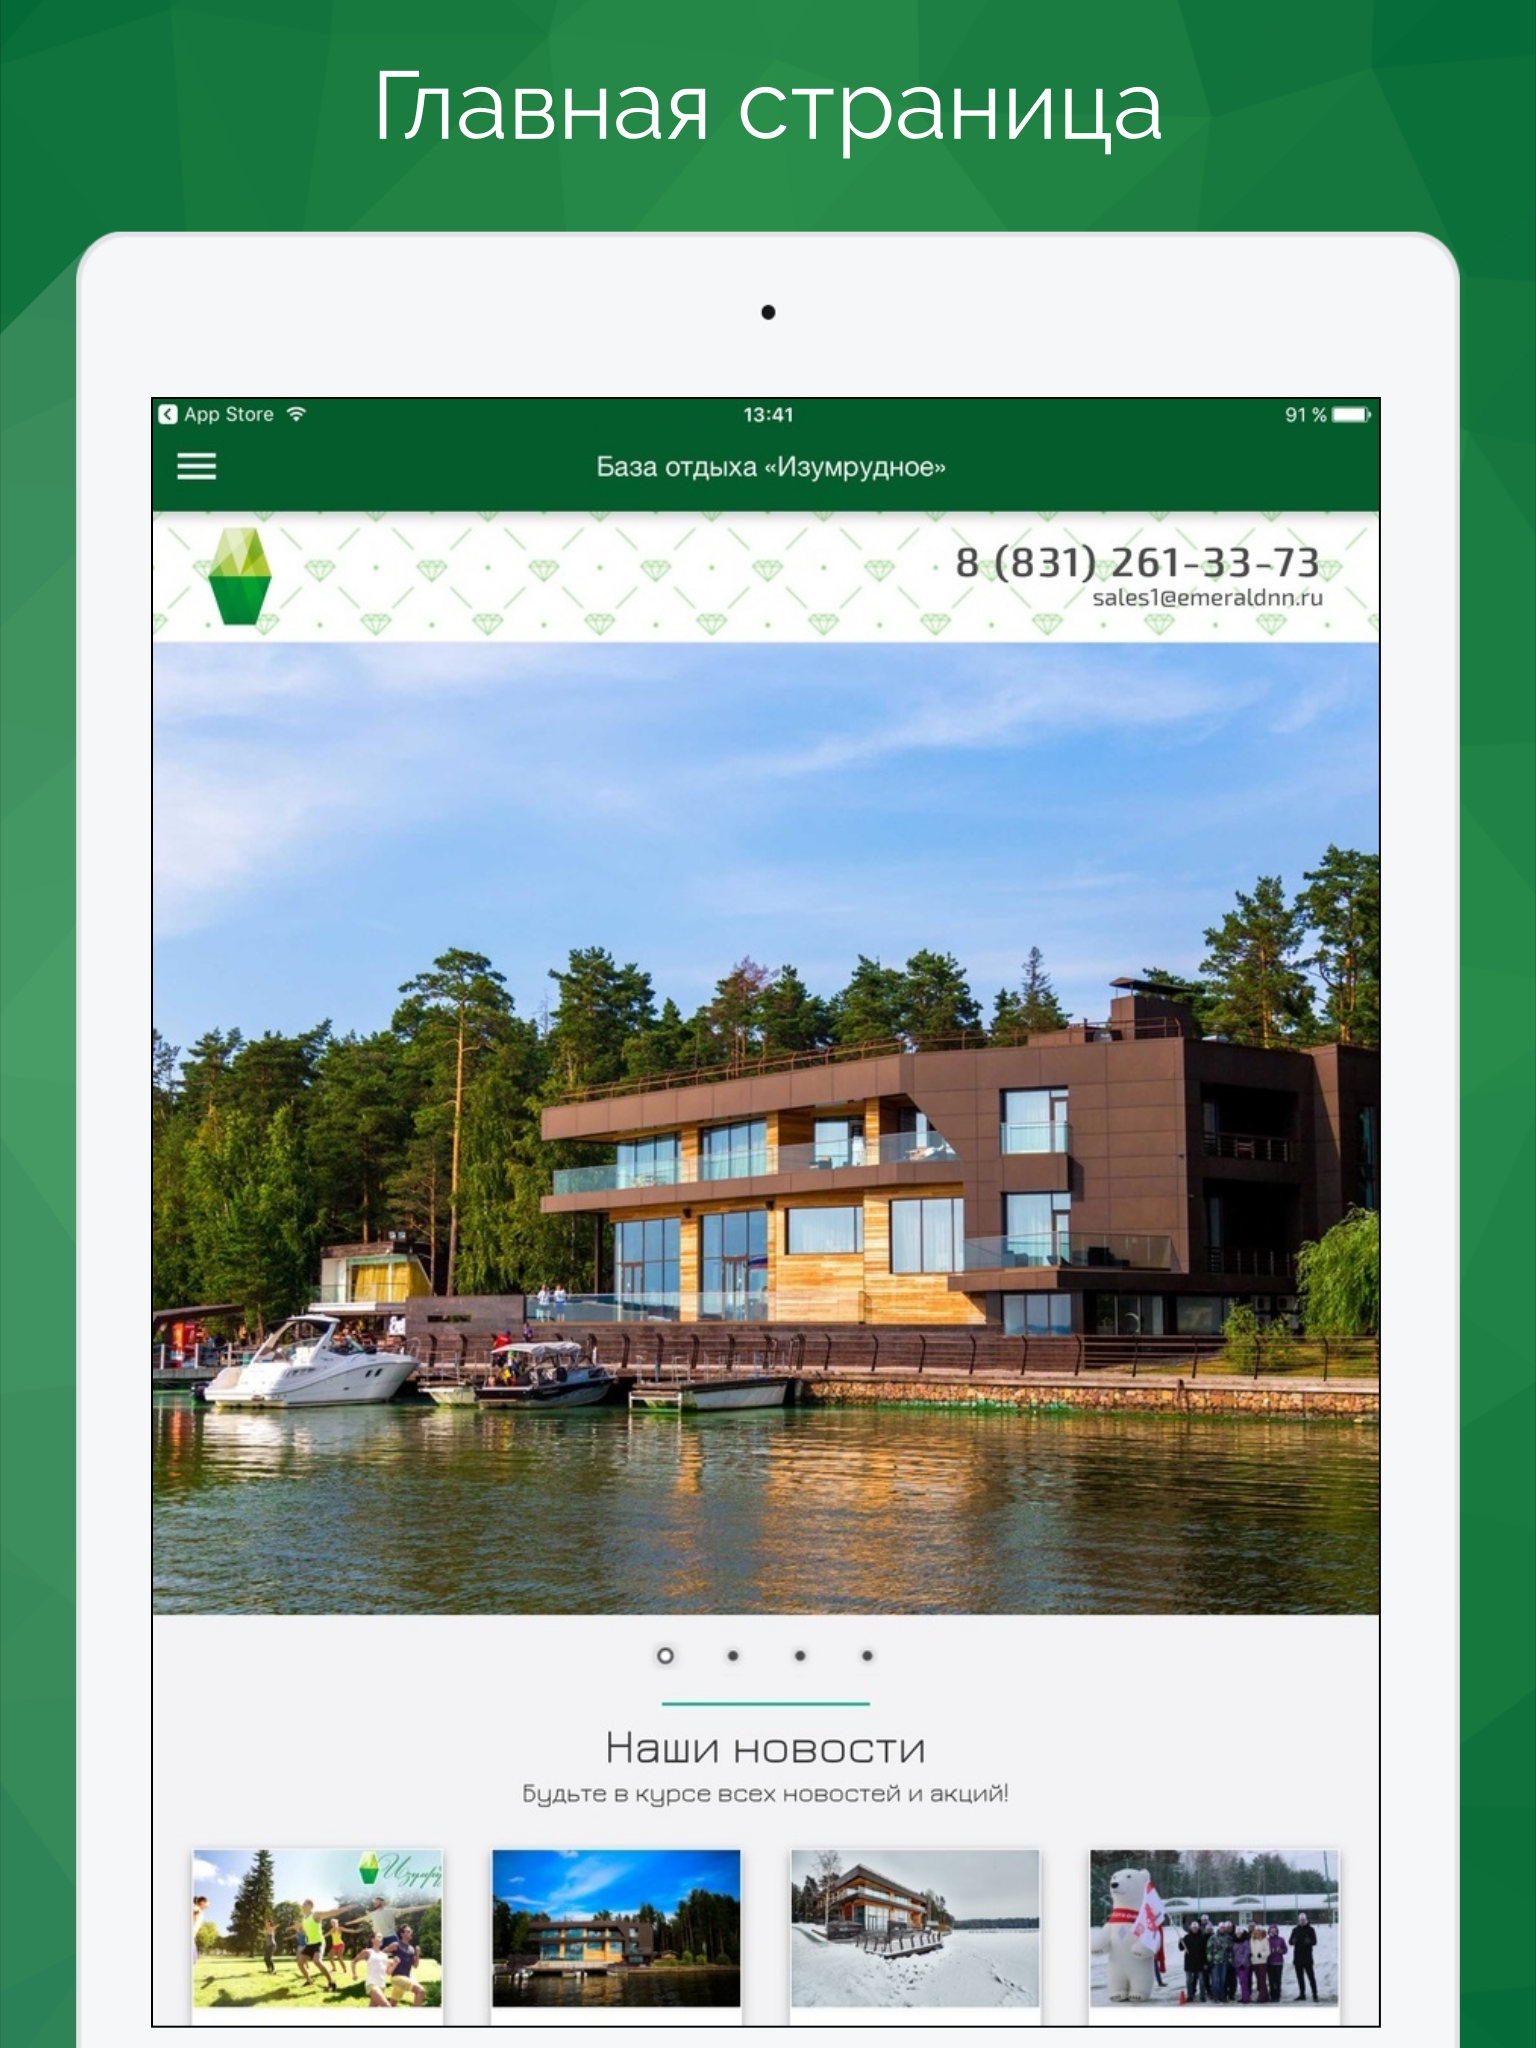 Главная страница
App Store
13:41
91 %
База отдыха «Изумрудное»
8 (831) 261-33-73
sales1@emeraldnn.ru
Наши новости
Будьте в курсе всех новостей и акций!